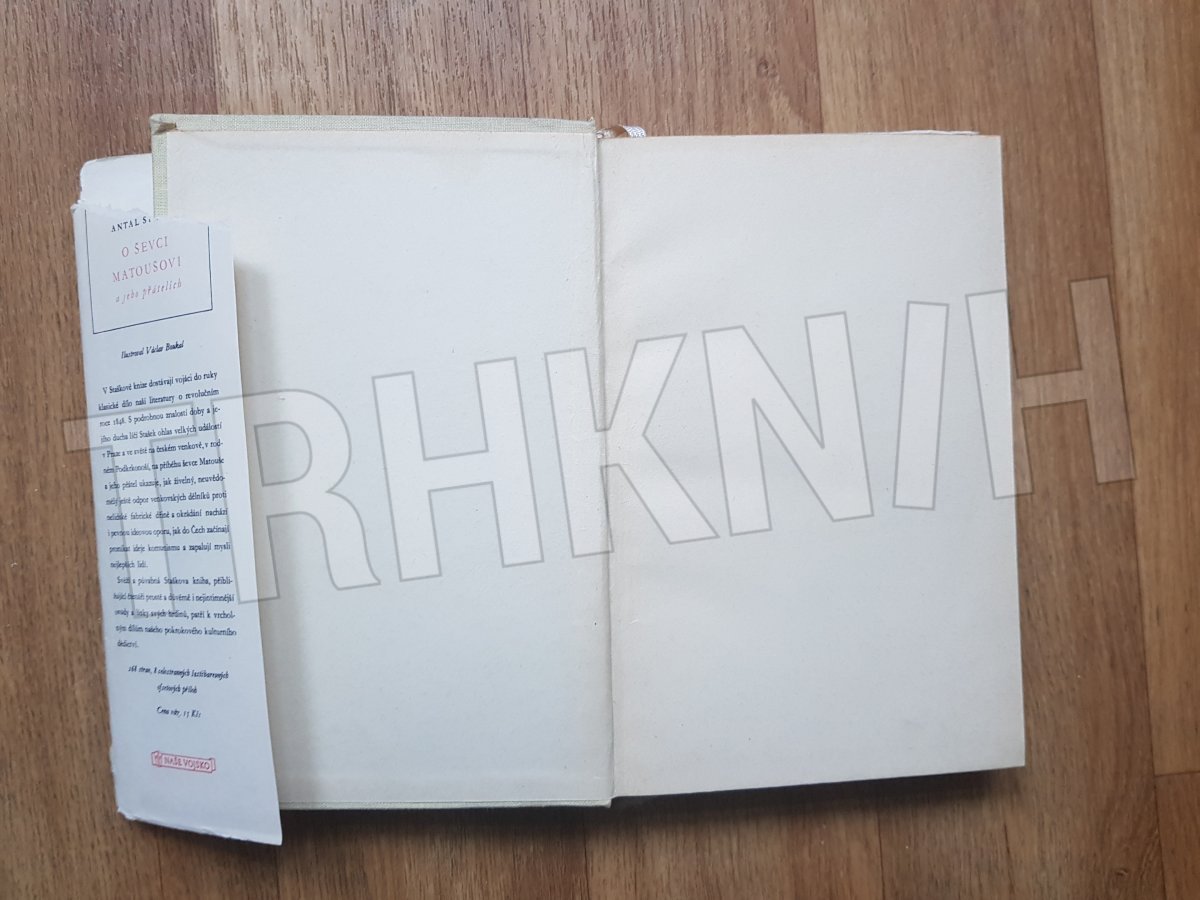 ANTAL
O ŠEVCI
MATOUŠOVI
a jeho přátelích
Ilustroval Václav Boukal
V Staškově knize dostávají vojáci do ruky
klasické dílo naší literatury o revolučním
roce 1848. S podrobnou znalostí doby a je-
jího ducha líčí Stašek ohlas velkých událostí
v Praze a ve světě na českém venkově, v rod-
ném Podkrkonoší, na příběhu ševce Matouše
a jeho přátel ukazuje, jak živelný, neuvědo-
mělý ještě odpor venkovských dělníků proti
nelidské fabrické dřině a okrádání nachází
i pevnou ideovou oporu, jak do Čech začínají
pronikat ideje komunismu a zapalují mysli
nejlepších lidí.
Svěží a půvabná Staškova kniha, přibli-
žující čtenáři prostě a důvěrně i nejintimnější
osudy a činky svých hrdinů, patří k vrchol-
ným dílům našeho pokrokového kulturního
dědictví.
268 stran, 8 celostranných šestibarevných
ofsetových příloh
Cena váz. 15 Kčs
NAŠE VOJSKO
TRHKNIH